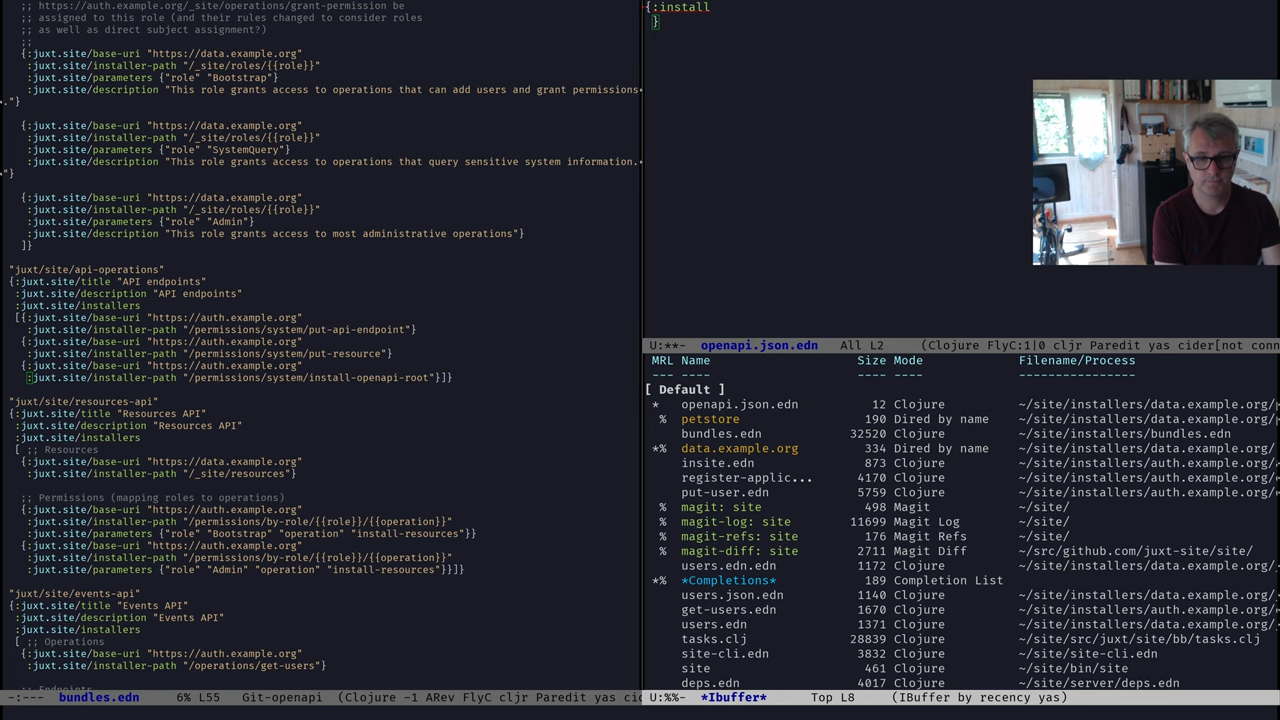 ;; https://auth.example.org/_site/operations/grant-permission be
;; assigned to this role (and their rules changed to consider roles
;; as well as direct subject assignment?)
;;
{:juxt.site/base-uri "https://data.example.org"
:juxt.site/installer-path "/_site/roles/{{role}}"
:juxt.site/parameters {"role" "Bootstrap"}
:juxt.site/description "This role grants access to operations that can add users and grant permissions
."}
{:juxt.site/base-uri "https://data.example.org"
:juxt.site/installer-path "/_site/roles/{{role}}"
:juxt.site/parameters {"role" "SystemQuery"}
:juxt.site/description "This role grants access to operations that query sensitive system information.
"}
{:juxt.site/base-uri "https://data.example.org"
:juxt.site/installer-path "/_site/roles/{{role}}"
:juxt.site/parameters {"role" "Admin"}
:juxt.site/description "This role grants access to most administrative operations"}
]}
"juxt/site/api-operations"
{:juxt.site/title "API endpoints"
:juxt.site/description "API endpoints"
:juxt.site/installers
[{:juxt.site/base-uri "https://auth.example.org"
:juxt.site/installer-path "/permissions/system/put-api-endpoint"}
{:juxt.site/base-uri "https://auth.example.org"
:juxt.site/installer-path "/permissions/system/put-resource"}
{:juxt.site/base-uri "https://auth.example.org"
:juxt.site/installer-path "/permissions/system/install-openapi-root"}]}
"juxt/site/resources-api"
{:juxt.site/title "Resources API"
:juxt.site/description "Resources API"
:juxt.site/installers
[ ;; Resources
{:juxt.site/base-uri "https://data.example.org"
:juxt.site/installer-path "/_site/resources"}
;; Permissions (mapping roles to operations)
{:juxt.site/base-uri "https://auth.example.org"
:juxt.site/installer-path "/permissions/by-role/{{role}}/{{operation}}"
:juxt.site/parameters {"role" "Bootstrap" "operation" "install-resources"}}
{:juxt.site/base-uri "https://auth.example.org"
:juxt.site/installer-path "/permissions/by-role/{{role}}/{{operation}}"
:juxt.site/parameters {"role" "Admin" "operation" "install-resources"}}]}
"juxt/site/events-api"
{:juxt.site/title "Events API"
:juxt.site/description "Events API"
:juxt.site/installers
[ ;; Operations
{:juxt.site/base-uri "https://auth.example.org"
:juxt.site/installer-path "/operations/get-users"}
;; Endpoints
-:--- bundles.edn 6% L55 Git-openapi (Clojure -1 ARev FlyC cljr Paredit yas cid
{:install
}
U:**- openapi.json.edn All L2 (Clojure FlyC:1|0 cljr Paredit yas cider[not conn
MRL Name Size Mode Filename/Process
--- ---- ---- ---- ----------------
[ Default ]
* openapi.json.edn 12 Clojure ~/site/installers/data.example.org/
% petstore 190 Dired by name ~/site/installers/data.example.org/
bundles.edn 32520 Clojure ~/site/installers/bundles.edn
*% data.example.org 334 Dired by name ~/site/installers/data.example.org/
insite.edn 873 Clojure ~/site/installers/data.example.org/
register-applic... 4170 Clojure ~/site/installers/auth.example.org/
put-user.edn 5759 Clojure ~/site/installers/auth.example.org/
% magit: site 498 Magit ~/site/
% magit-log: site 11699 Magit Log ~/site/
% magit-refs: site 176 Magit Refs ~/site/
% magit-diff: site 2711 Magit Diff ~/src/github.com/juxt-site/site/
users.edn.edn 1172 Clojure ~/site/installers/data.example.org/
*% *Completions* 189 Completion List
users.json.edn 1140 Clojure ~/site/installers/data.example.org/
get-users.edn 1670 Clojure ~/site/installers/auth.example.org/
users.edn 1371 Clojure ~/site/installers/data.example.org/
tasks.clj 28839 Clojure ~/site/src/juxt/site/bb/tasks.clj
site-cli.edn 3832 Clojure ~/site/site-cli.edn
site 461 Clojure ~/site/bin/site
deps.edn 4017 Clojure ~/site/server/deps.edn
U:%%- *Ibuffer* Top L8 (IBuffer by recency yas)